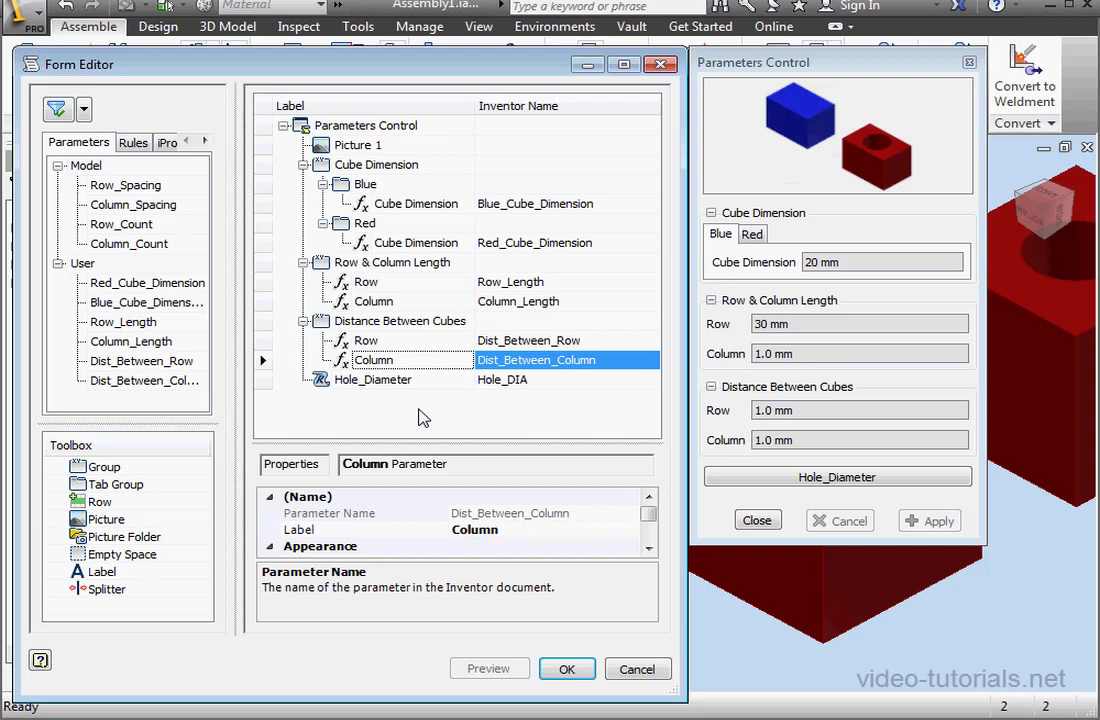 PRO
Material
Assembly1.ia...
Type a keyword or phrase
Sign In
Assemble
Design
3D Model
Inspect
Tools
Manage
View
Environments
Vault
Get Started
Online
Form Editor
Parameters
Rules
iPro
Model
Row_Spacing
Column_Spacing
Row_Count
Column_Count
User
Red_Cube_Dimension
Blue_Cube_Dimens...
Row_Length
Column_Length
Dist_Between_Row
Dist_Between_Col...
Toolbox
Group
Tab Group
Row
Picture
Picture Folder
Empty Space
Label
Splitter
Label Inventor Name
Parameters Control
Picture 1
Cube Dimension
Blue
Cube Dimension Blue_Cube_Dimension
Red
Cube Dimension Red_Cube_Dimension
Row & Column Length
Row Row_Length
Column Column_Length
Distance Between Cubes
Row Dist_Between_Row
Column Dist_Between_Column
Hole_Diameter Hole_DIA
Properties
Column Parameter
(Name)
Parameter Name Dist_Between_Column
Label Column
Appearance
Parameter Name
The name of the parameter in the Inventor document.
Preview
OK
Cancel
Parameters Control
Cube Dimension
Blue Red
Cube Dimension 20 mm
Row & Column Length
Row 30 mm
Column 1.0 mm
Distance Between Cubes
Row 1.0 mm
Column 1.0 mm
Hole_Diameter
Close
Cancel
Apply
Convert to
Weldment
Convert
video-tutorials.net
Ready
2 2